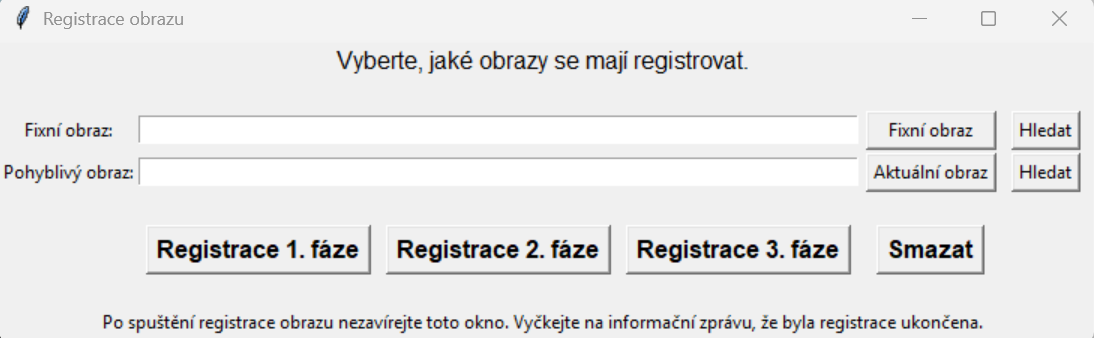 Registrace obrazu
Vyberte, jaké obrazy se mají registrovat.
Fixní obraz: Fixní obraz Hledat
Pohyblivý obraz: Aktuální obraz Hledat
Registrace 1. fáze Registrace 2. fáze Registrace 3. fáze Smazat
Po spuštění registrace obrazu nezavírejte toto okno. Vyčkejte na informační zprávu, že byla registrace ukončena.